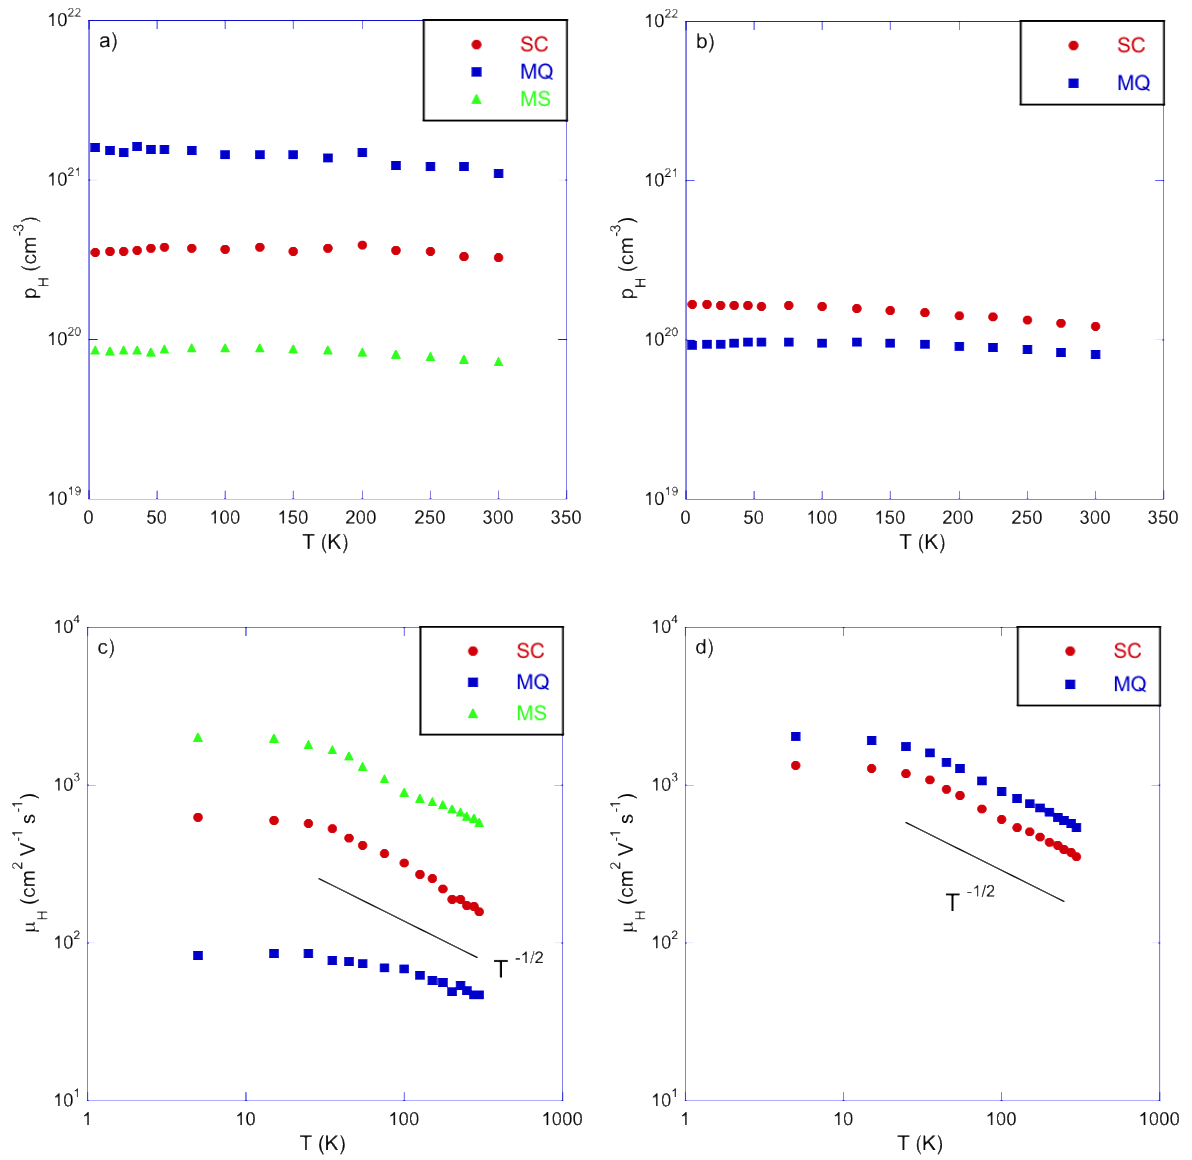 a)
SC
MQ
MS
10^22
10^21
10^20
10^19
p_H (cm^-3)
0 50 100 150 200 250 300 350
T (K)
b)
SC
MQ
10^22
10^21
10^20
10^19
p_H (cm^-3)
0 50 100 150 200 250 300 350
T (K)
c)
SC
MQ
MS
10^4
10^3
10^2
10^1
μ_H (cm^2 V^-1 s^-1)
T^-1/2
1 10 100 1000
T (K)
d)
SC
MQ
10^4
10^3
10^2
10^1
μ_H (cm^2 V^-1 s^-1)
T^-1/2
1 10 100 1000
T (K)